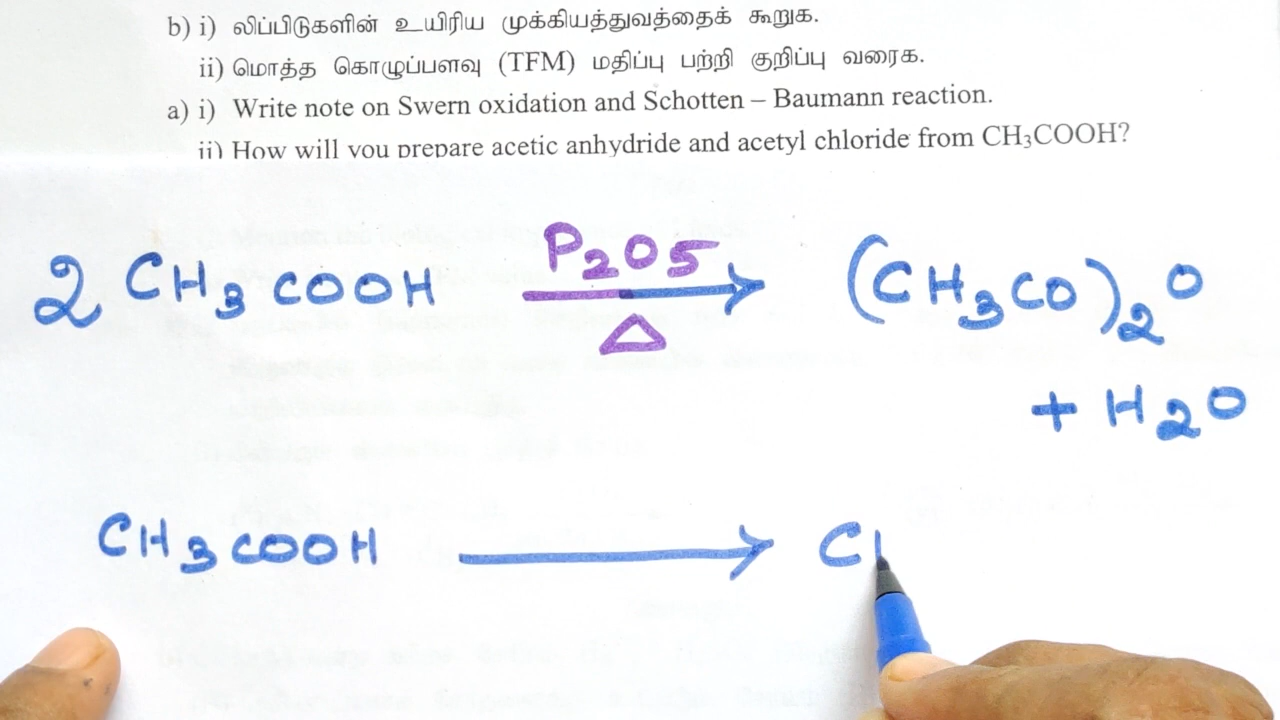 b) i) லிப்பிடுகளின் உயிரிய முக்கியத்துவத்தைக் கூறுக.
ii) மொத்த கொழுப்பளவு (TFM) மதிப்பு பற்றி குறிப்பு வரைக.
a) i) Write note on Swern oxidation and Schotten – Baumann reaction.
ii) How will you prepare acetic anhydride and acetyl chloride from CH₃COOH?
P₂O₅
2 CH₃COOH ⟶ (CH₃CO)₂O
Δ
+ H₂O
CH₃COOH ⟶ C